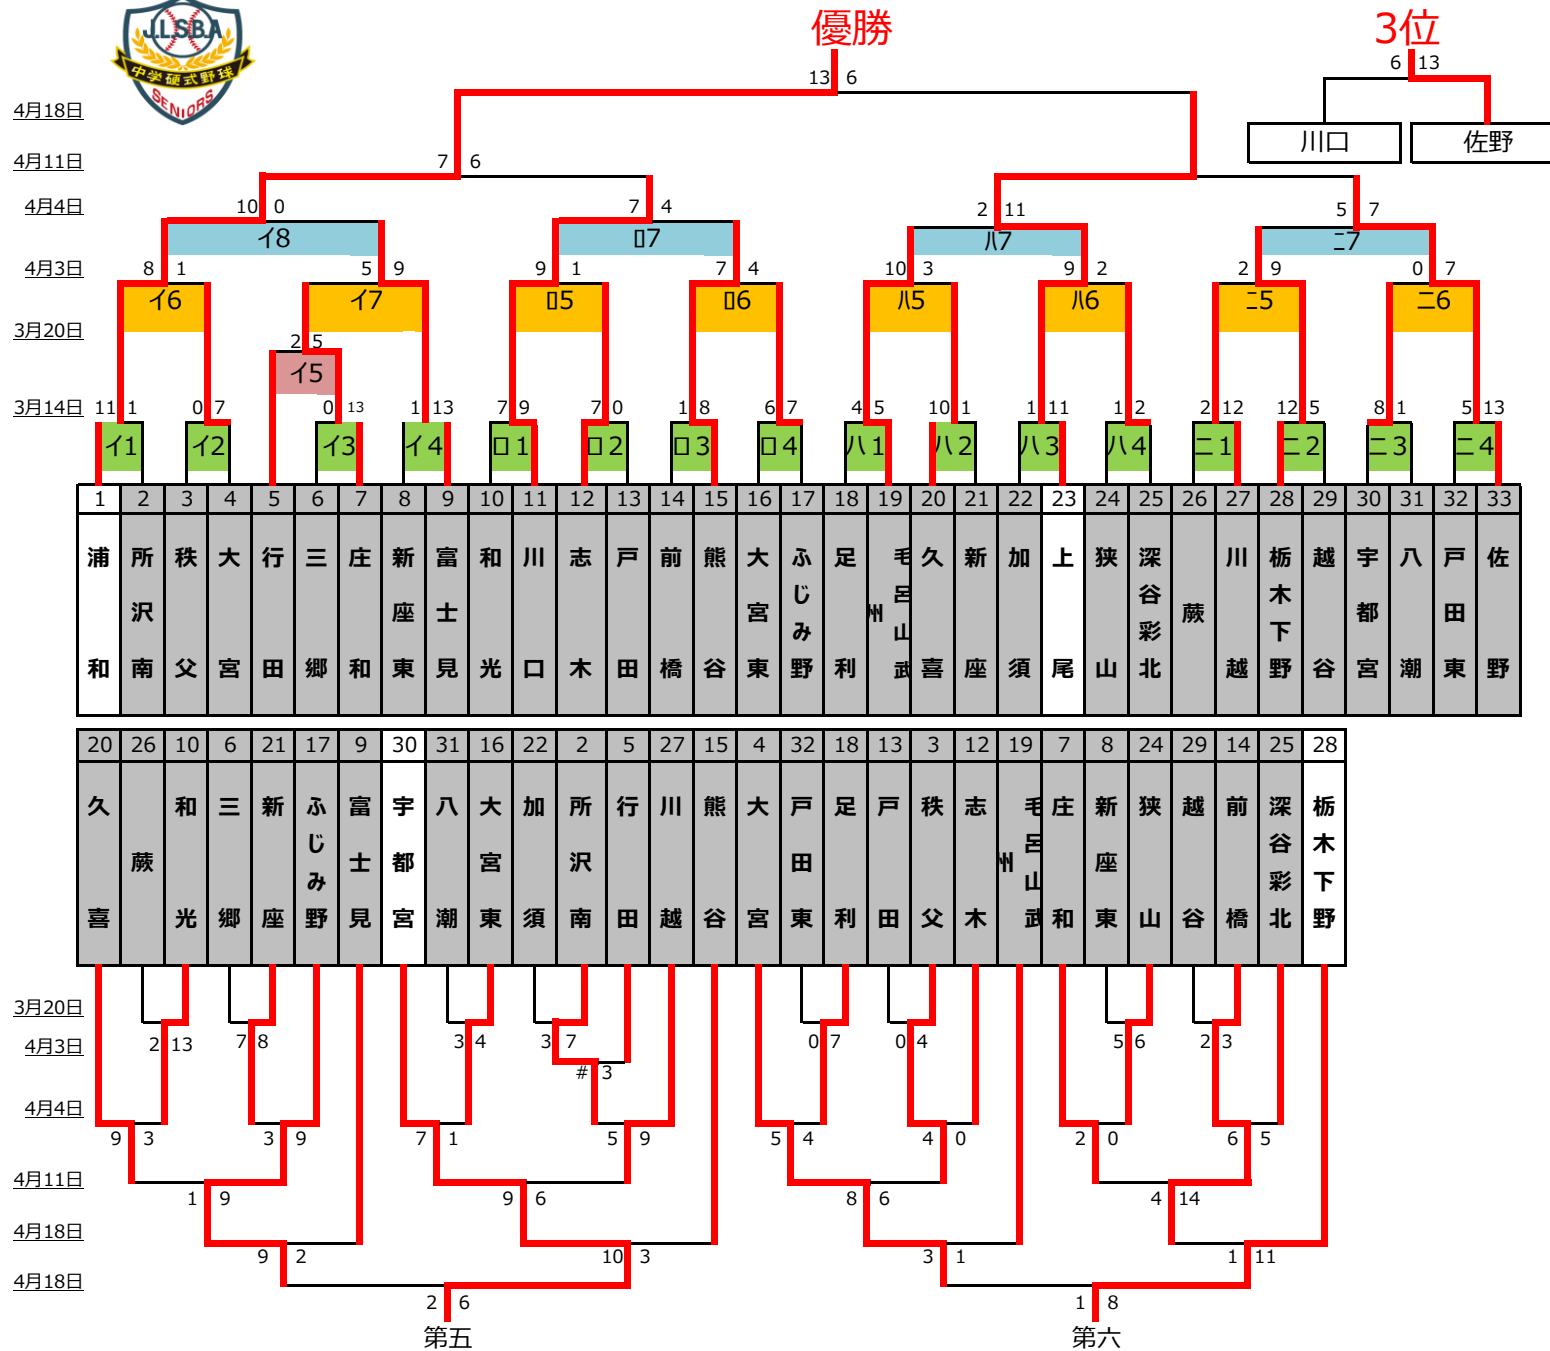 J.L.S.B.A
中学硬式野球
SENIORS
優勝
3位
6 13
13 6
4月18日
川口 佐野
4月11日
7 6
4月4日
10 0 7 4 2 11 5 7
イ8 ロ7 ハ7 ニ7
4月3日
8 1 5 9 9 1 7 4 10 3 9 2 2 9 0 7
イ6 イ7 ロ5 ロ6 ハ5 ハ6 ニ5 ニ6
3月20日
2 5
イ5
3月14日
11 1 0 7 0 13 1 13 7 9 7 0 1 8 6 7 4 5 10 1 1 11 1 2 2 12 12 5 8 1 5 13
イ1 イ2 イ3 イ4 ロ1 ロ2 ロ3 ロ4 ハ1 ハ2 ハ3 ハ4 ニ1 ニ2 ニ3 ニ4
1 2 3 4 5 6 7 8 9 10 11 12 13 14 15 16 17 18 19 20 21 22 23 24 25 26 27 28 29 30 31 32 33
浦和 所沢南 秩父 大宮 行田 三郷 庄和 新座東 富士見 和光 川口 志木 戸田 前橋 熊谷 大宮東 ふじみ野 足利 毛呂山武州 久喜 新座 加須 上尾 狭山 深谷彩北 蕨 川越 栃木下野 越谷 宇都宮 八潮 戸田東 佐野
20 26 10 6 21 17 9 30 31 16 22 2 5 27 15 4 32 18 13 3 12 19 7 8 24 29 14 25 28
久喜 蕨 和光 三郷 新座 ふじみ野 富士見 宇都宮 八潮 大宮東 加須 所沢南 行田 川越 熊谷 大宮 戸田東 足利 戸田 秩父 志木 毛呂山武州 庄和 新座東 狭山 越谷 前橋 深谷彩北 栃木下野
3月20日
2 13 7 8 3 4 3 7 0 7 0 4 5 6 2 3
4月3日
# 3
4月4日
9 3 3 9 7 1 5 9 5 4 4 0 2 0 6 5
4月11日
1 9 9 6 8 6 4 14
4月18日
9 2 10 3 3 1 1 11
4月18日
2 6 1 8
第五 第六